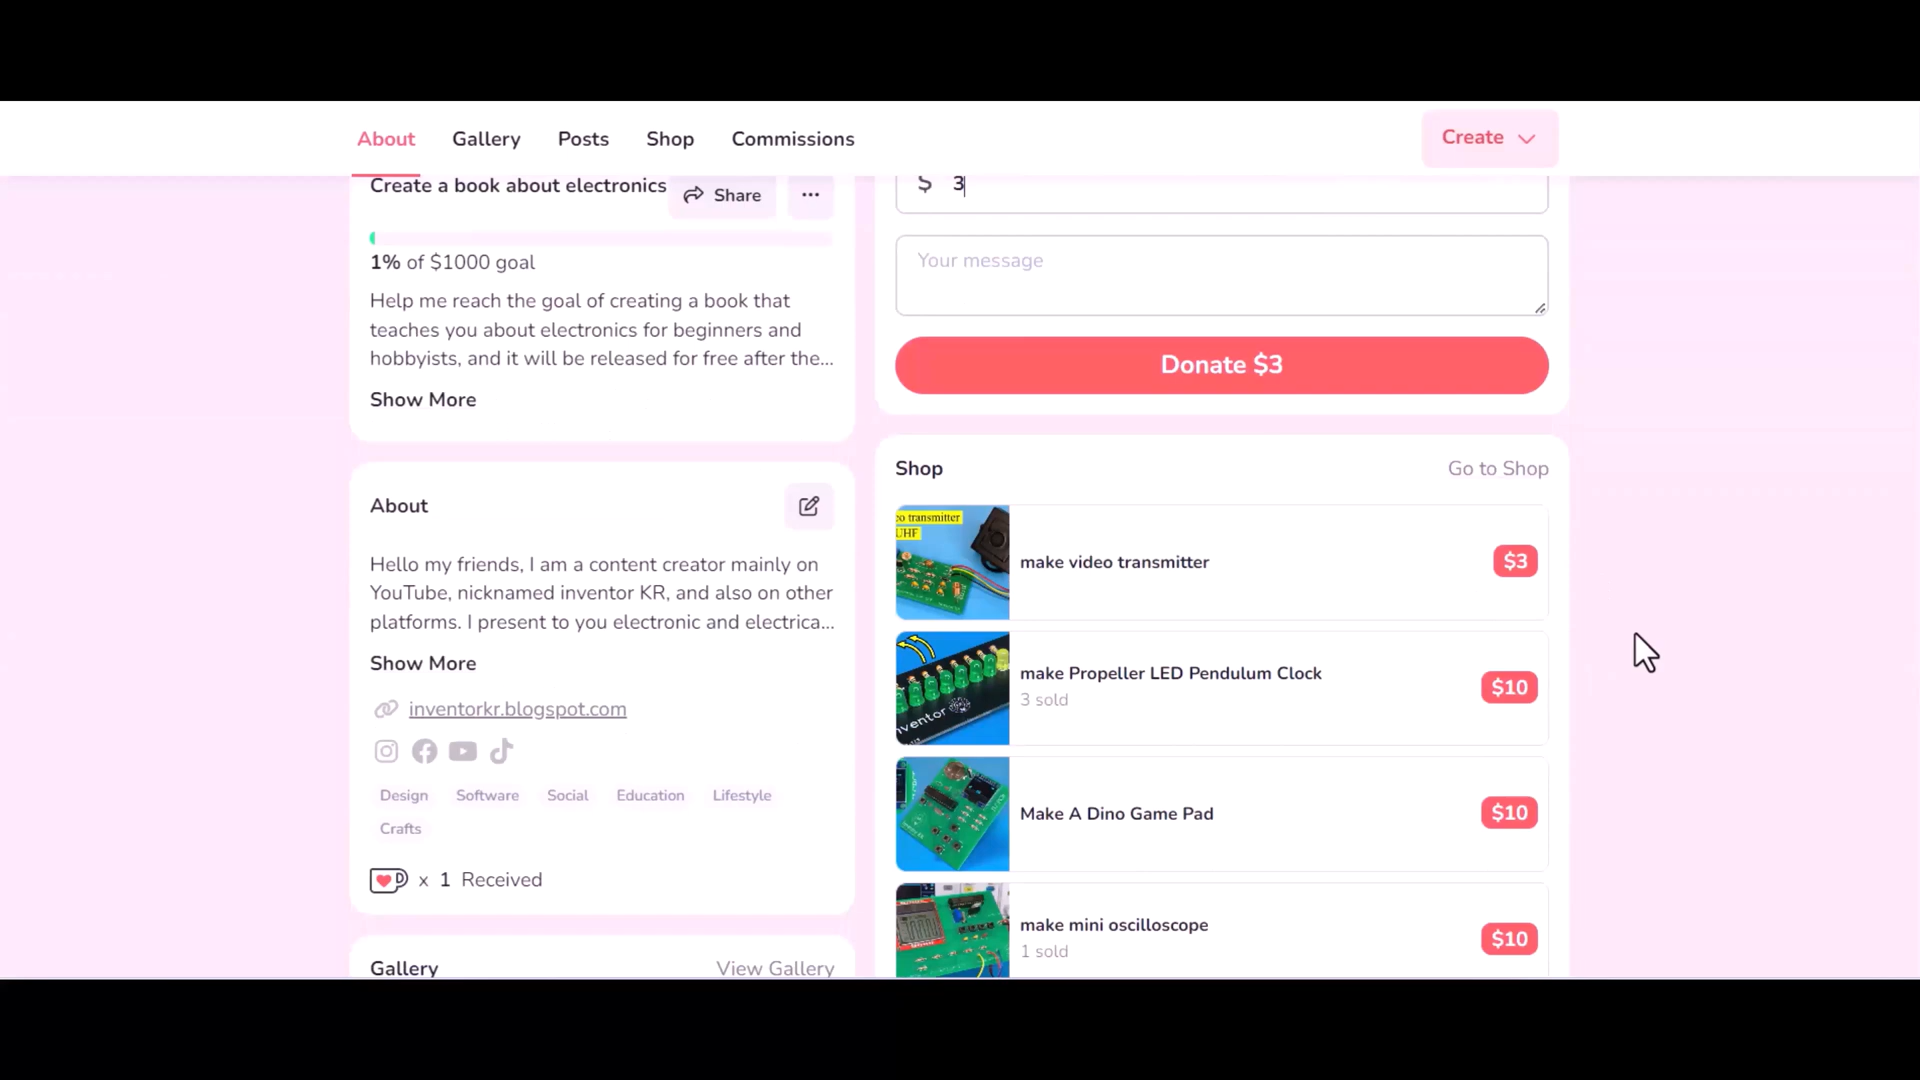 About
Gallery
Posts
Shop
Commissions
Create
Create a book about electronics
Share
1% of $1000 goal
Help me reach the goal of creating a book that
teaches you about electronics for beginners and
hobbyists, and it will be released for free after the...
Show More
About
Hello my friends, I am a content creator mainly on
YouTube, nicknamed inventor KR, and also on other
platforms. I present to you electronic and electrica...
Show More
inventorkr.blogspot.com
Design
Software
Social
Education
Lifestyle
Crafts
x 1 Received
Gallery
View Gallery
$ 3
Your message
Donate $3
Shop
Go to Shop
co transmitter
UHF
make video transmitter
$3
nventor
make Propeller LED Pendulum Clock
3 sold
$10
Make A Dino Game Pad
$10
make mini oscilloscope
1 sold
$10